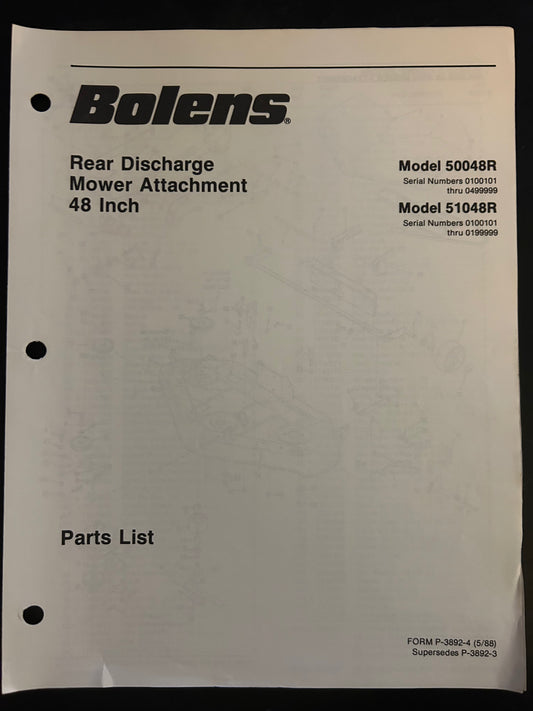 Bolens®
Rear Discharge
Mower Attachment
48 Inch
Model 50048R
Serial Numbers 0100101
thru 0499999
Model 51048R
Serial Numbers 0100101
thru 0199999
Parts List
FORM P-3892-4 (5/88)
Supersedes P-3892-3